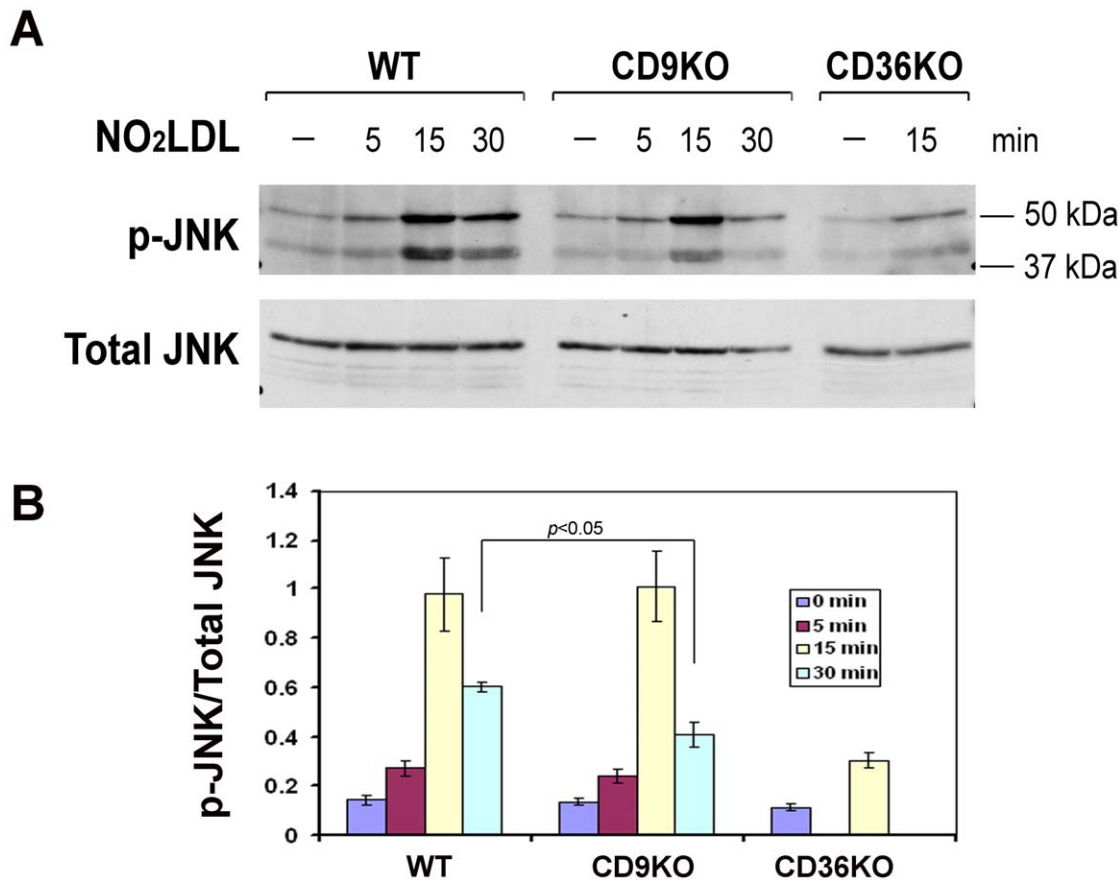 A
WT CD9KO CD36KO
NO₂LDL – 5 15 30 – 5 15 30 – 15 min
p-JNK — 50 kDa
— 37 kDa
Total JNK
B
p-JNK/Total JNK
1.4
1.2
1
0.8
0.6
0.4
0.2
0
p<0.05
0 min
5 min
15 min
30 min
WT CD9KO CD36KO